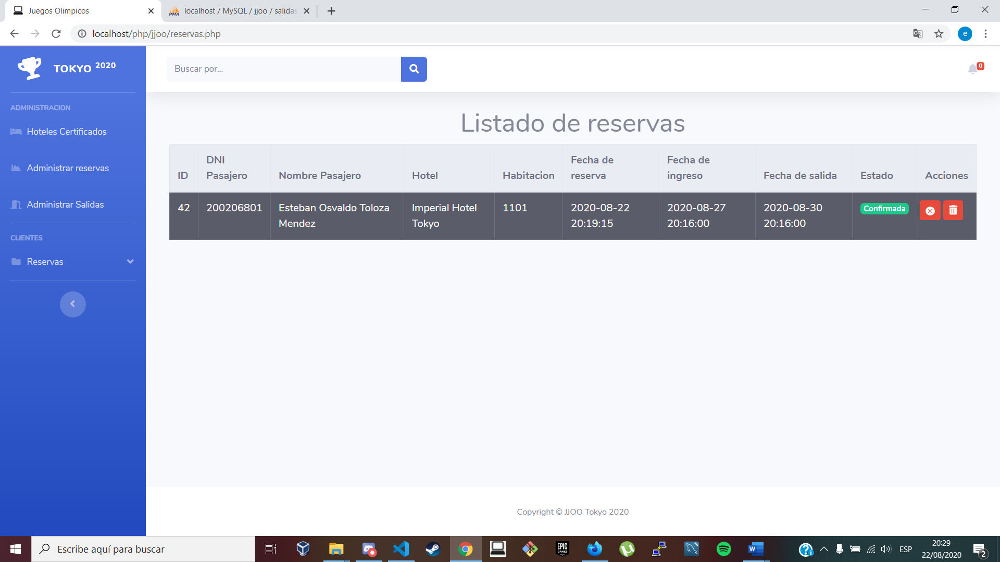 Juegos Olimpicos
localhost / MySQL / jjoo / salidas
localhost/php/jjoo/reservas.php
e
TOKYO 2020
Buscar por...
0
ADMINISTRACION
Hoteles Certificados
Administrar reservas
Administrar Salidas
CLIENTES
Reservas
Listado de reservas
ID
DNI
Pasajero
Nombre Pasajero
Hotel
Habitacion
Fecha de
reserva
Fecha de
ingreso
Fecha de salida
Estado
Acciones
42
200206801
Esteban Osvaldo Toloza
Mendez
Imperial Hotel
Tokyo
1101
2020-08-22
20:19:15
2020-08-27
20:16:00
2020-08-30
20:16:00
Confirmada
Copyright © JJOO Tokyo 2020
Escribe aquí para buscar
EPIC
GAMES
W
ESP
20:29
22/08/2020
2